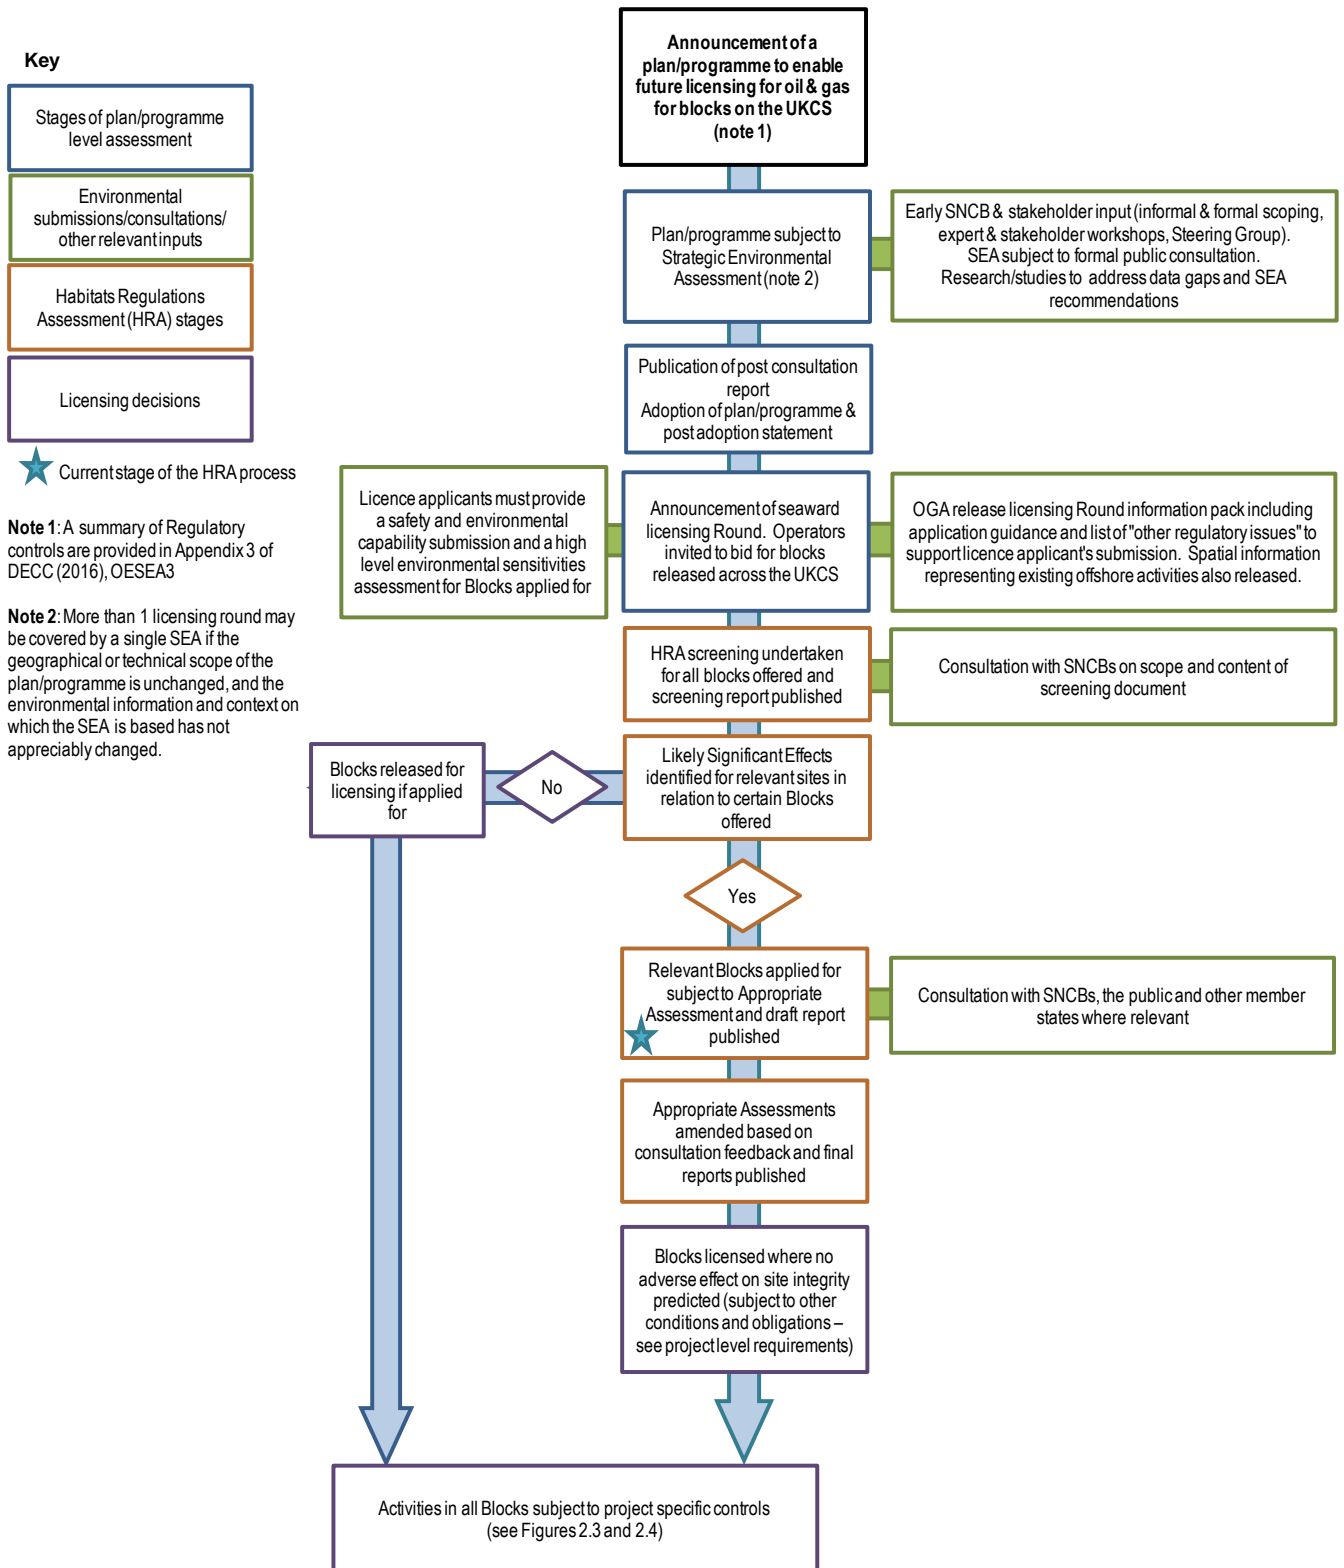 Key
Stages of plan/programme
level assessment
Environmental
submissions/consultations/
other relevant inputs
Habitats Regulations
Assessment (HRA) stages
Licensing decisions
Current stage of the HRA process
Note 1: A summary of Regulatory
controls are provided in Appendix 3 of
DECC (2016), OESEA3
Note 2: More than 1 licensing round may
be covered by a single SEA if the
geographical or technical scope of the
plan/programme is unchanged, and the
environmental information and context on
which the SEA is based has not
appreciably changed.
Announcement of a
plan/programme to enable
future licensing for oil & gas
for blocks on the UKCS
(note 1)
Plan/programme subject to
Strategic Environmental
Assessment (note 2)
Early SNCB & stakeholder input (informal & formal scoping,
expert & stakeholder workshops, Steering Group).
SEA subject to formal public consultation.
Research/studies to address data gaps and SEA
recommendations
Publication of post consultation
report
Adoption of plan/programme &
post adoption statement
Licence applicants must provide
a safety and environmental
capability submission and a high
level environmental sensitivities
assessment for Blocks applied for
Announcement of seaward
licensing Round. Operators
invited to bid for blocks
released across the UKCS
OGA release licensing Round information pack including
application guidance and list of "other regulatory issues" to
support licence applicant's submission. Spatial information
representing existing offshore activities also released.
HRA screening undertaken
for all blocks offered and
screening report published
Consultation with SNCBs on scope and content of
screening document
Blocks released for
licensing if applied
for
No
Likely Significant Effects
identified for relevant sites in
relation to certain Blocks
offered
Yes
Relevant Blocks applied for
subject to Appropriate
Assessment and draft report
published
Consultation with SNCBs, the public and other member
states where relevant
Appropriate Assessments
amended based on
consultation feedback and final
reports published
Blocks licensed where no
adverse effect on site integrity
predicted (subject to other
conditions and obligations –
see project level requirements)
Activities in all Blocks subject to project specific controls
(see Figures 2.3 and 2.4)